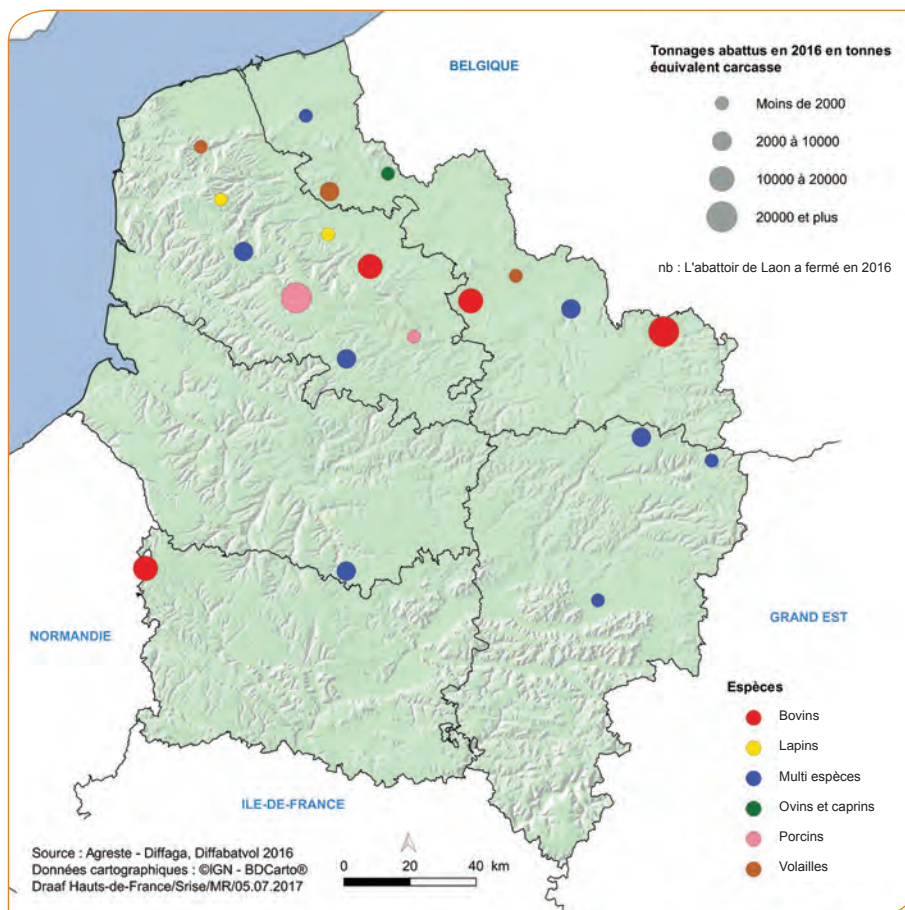 BELGIQUE
Tonnages abattus en 2016 en tonnes
équivalent carcasse
Moins de 2000
2000 à 10000
10000 à 20000
20000 et plus
nb : L'abattoir de Laon a fermé en 2016
NORMANDIE
GRAND EST
ILE-DE-FRANCE
Espèces
Bovins
Lapins
Multi espèces
Ovins et caprins
Porcins
Volailles
Source : Agreste - Diffaga, Diffabatvol 2016
Données cartographiques : ©IGN - BDCarto®
Draaf Hauts-de-France/Srise/MR/05.07.2017
0 20 40 km